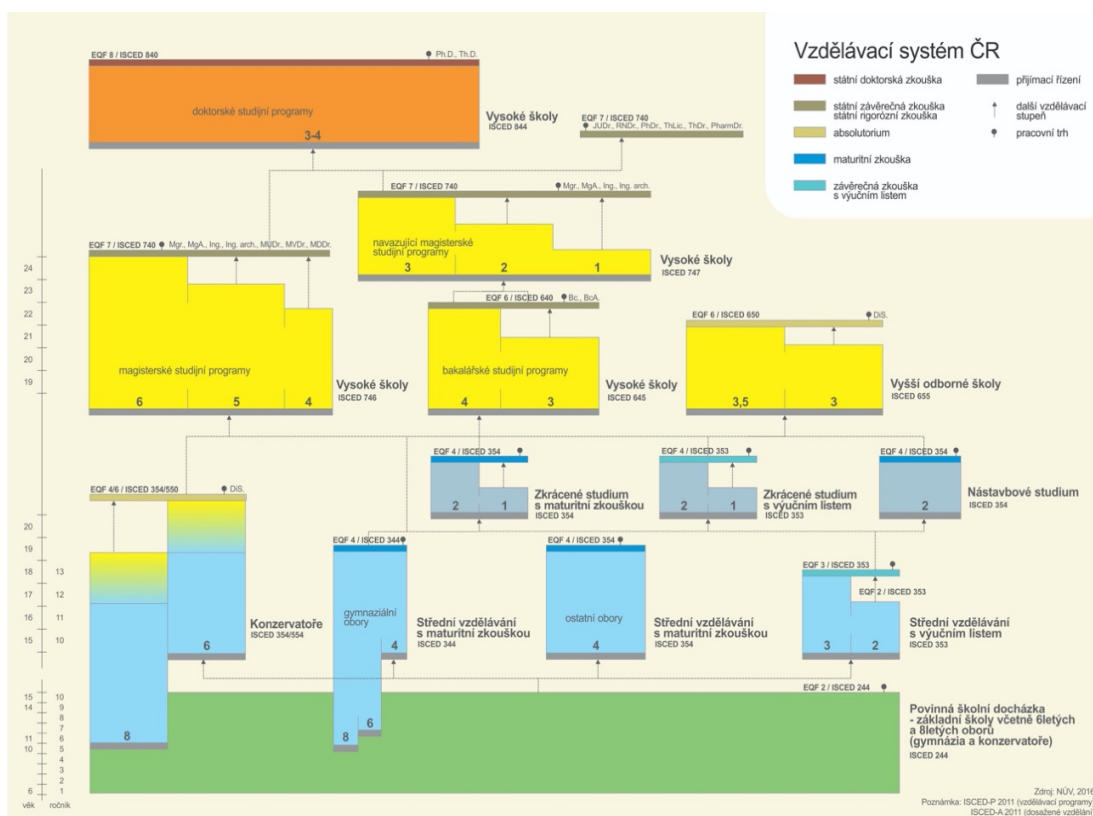 Vzdělávací systém ČR
státní doktorská zkouška
státní závěrečná zkouška
státní rigorózní zkouška
absolutorium
maturitní zkouška
závěrečná zkouška
s výučním listem
přijímací řízení
další vzdělávací
stupeň
pracovní trh
EQF 8 / ISCED 840
Ph.D., Th.D.
doktorské studijní programy
3-4
Vysoké školy
ISCED 844
EQF 7 / ISCED 740
JUDr., RNDr., PhDr., ThLic., ThDr., PharmDr.
EQF 7 / ISCED 740
Mgr., MgA., Ing., Ing. arch.
navazující magisterské
studijní programy
3
2
1
Vysoké školy
ISCED 747
EQF 7 / ISCED 740
Mgr., MgA., Ing., Ing. arch., MUDr., MVDr., MDDr.
magisterské studijní programy
6
5
4
Vysoké školy
ISCED 746
EQF 6 / ISCED 640
Bc., BcA.
bakalářské studijní programy
4
3
Vysoké školy
ISCED 645
EQF 6 / ISCED 650
DiS.
3,5
3
Vyšší odborné školy
ISCED 655
EQF 4 / ISCED 354
2
1
Zkrácené studium
s maturitní zkouškou
ISCED 354
EQF 4 / ISCED 353
2
1
Zkrácené studium
s výučním listem
ISCED 353
EQF 4 / ISCED 354
2
Nástavbové studium
ISCED 354
EQF 4/6 / ISCED 354/550
DiS.
8
6
Konzervatoře
ISCED 354/554
EQF 4 / ISCED 344
gymnaziální
obory
8
6
4
Střední vzdělávání
s maturitní zkouškou
ISCED 344
EQF 4 / ISCED 354
ostatní obory
4
Střední vzdělávání
s maturitní zkouškou
ISCED 354
EQF 3 / ISCED 353
EQF 2 / ISCED 353
3
2
Střední vzdělávání
s výučním listem
ISCED 353
EQF 2 / ISCED 244
Povinná školní docházka
- základní školy včetně 6letých
a 8letých oborů
(gymnázia a konzervatoře)
ISCED 244
24
23
22
21
20
19
20
19
18 13
17 12
16 11
15 10
15 10
14 9
8
7
11 6
10 5
4
3
2
6 1
věk ročník
Zdroj: NÚV, 2016
Poznámka: ISCED-P 2011 (vzdělávací programy
ISCED-A 2011 (dosažené vzdělání